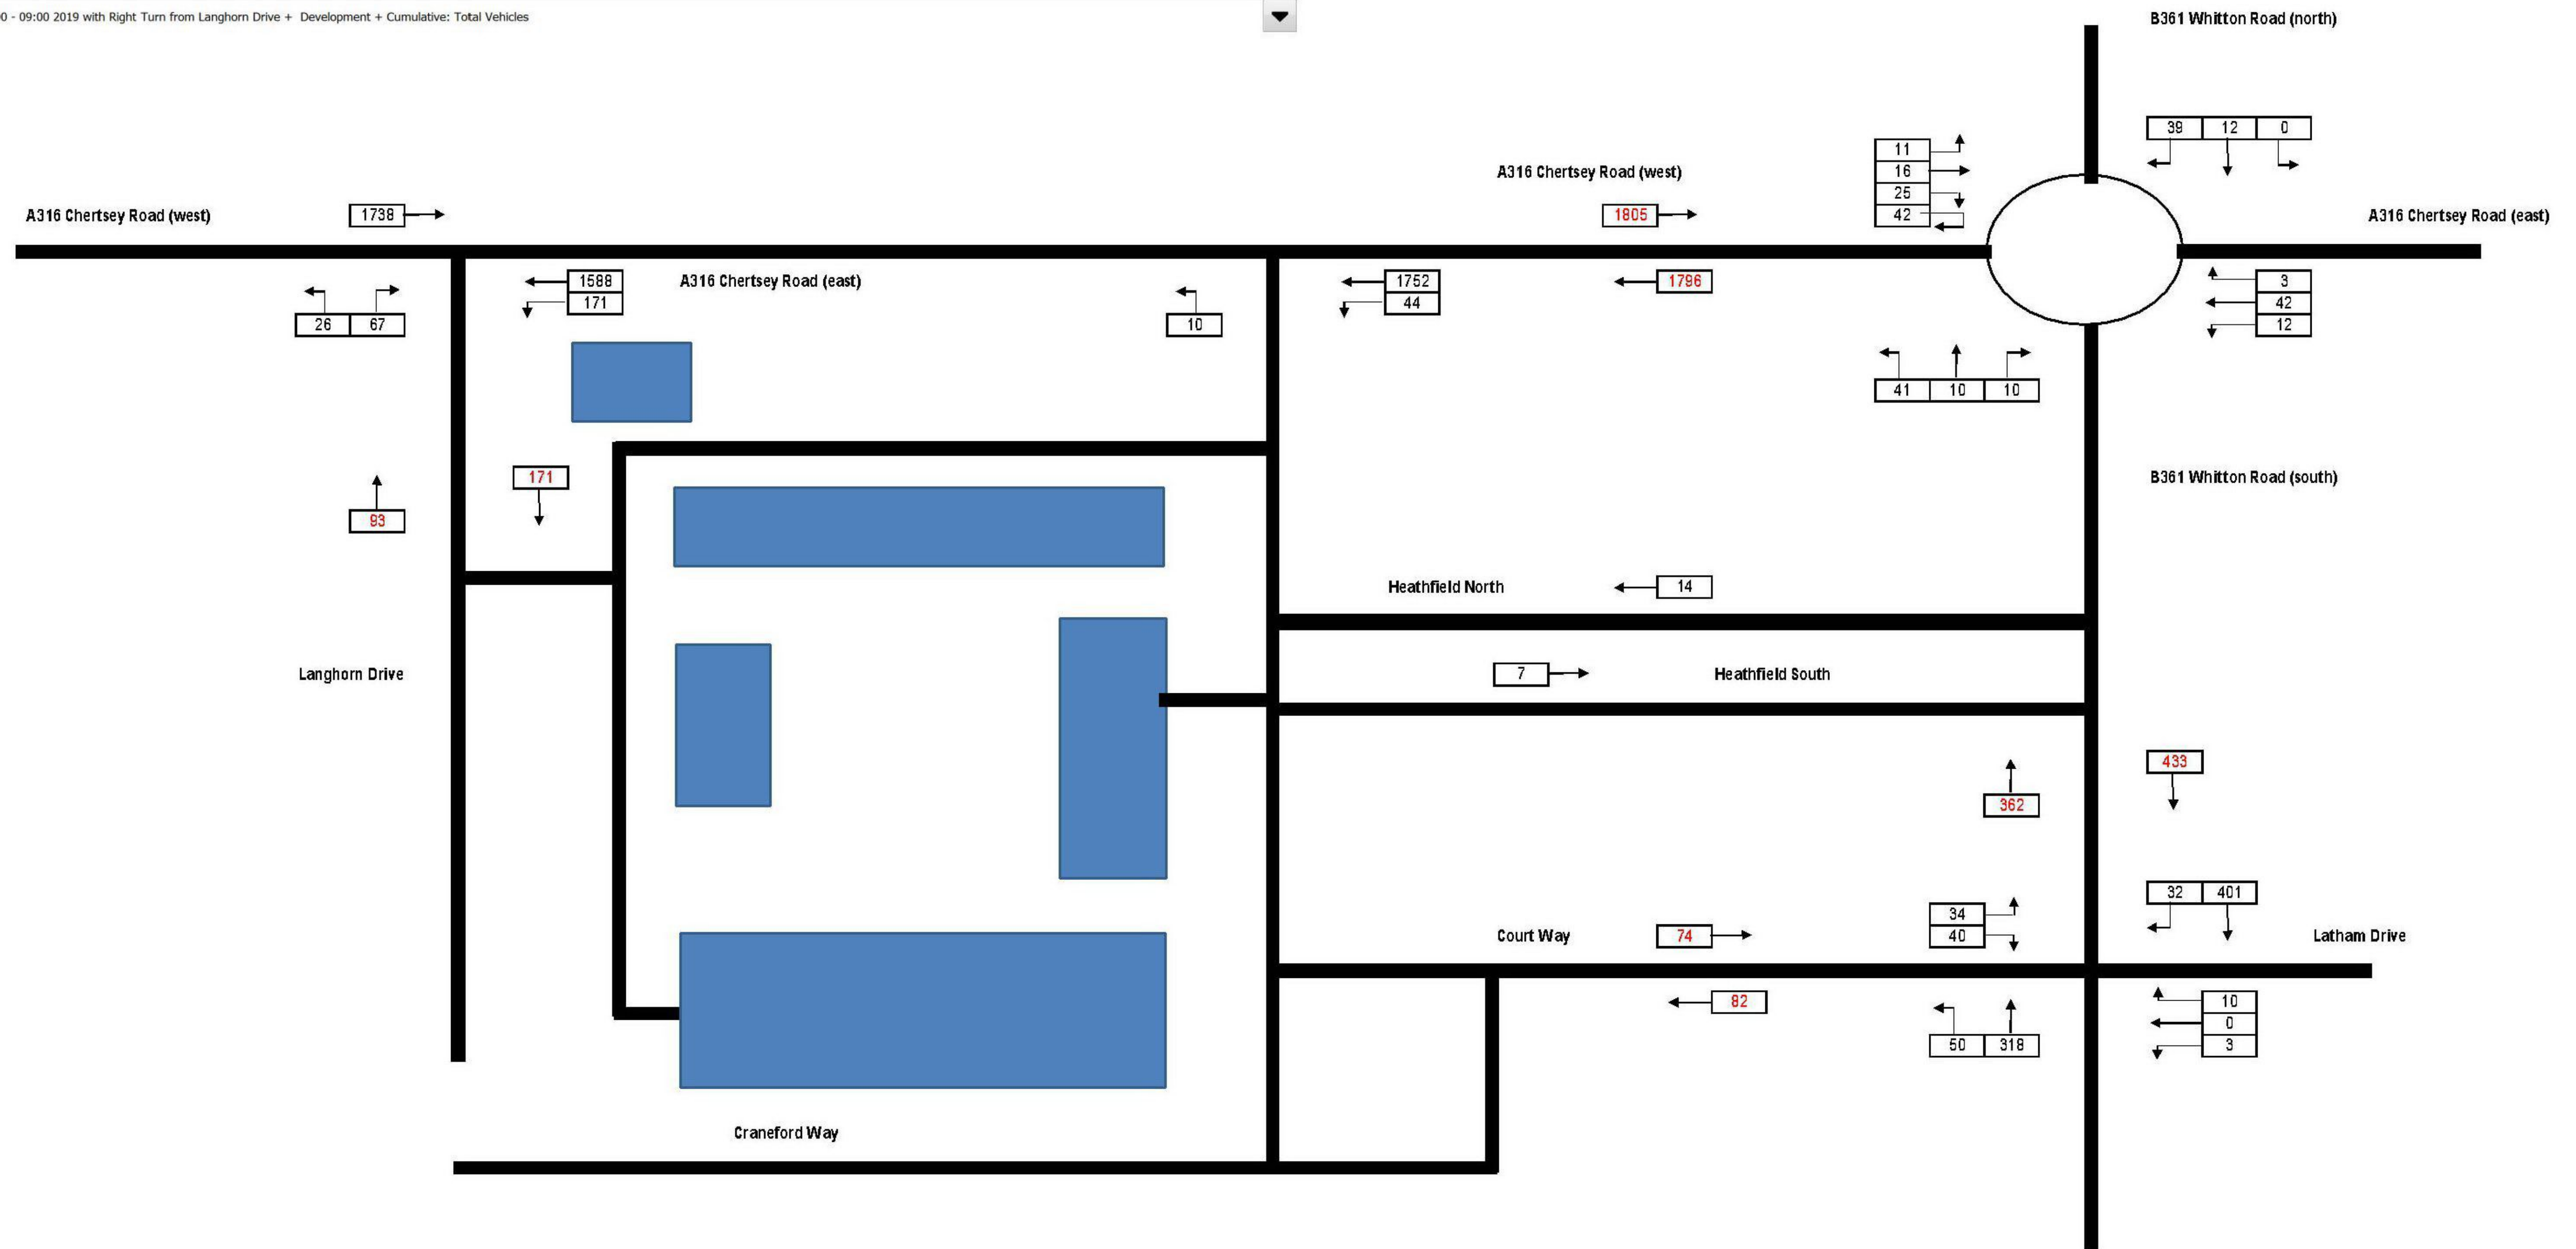 0 - 09:00 2019 with Right Turn from Langhorn Drive + Development + Cumulative: Total Vehicles
B361 Whitton Road (north)
39 12 0
11
16
25
42
A316 Chertsey Road (west)
A316 Chertsey Road (west)
1738
1805
A316 Chertsey Road (east)
1588
171
A316 Chertsey Road (east)
1752
44
1796
3
42
12
26 67
10
41 10 10
171
B361 Whitton Road (south)
93
Heathfield North
14
Langhorn Drive
7
Heathfield South
433
362
32 401
34
40
Court Way
74
Latham Drive
82
10
0
3
50 318
Craneford Way